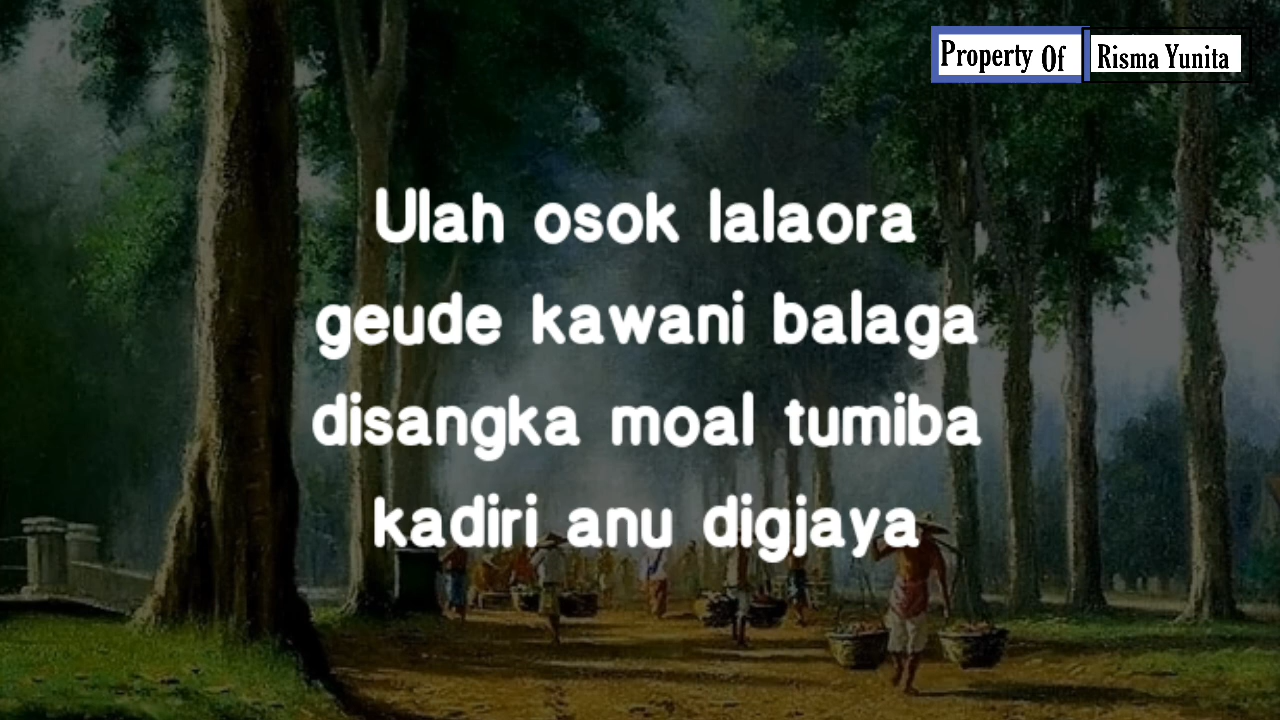 Property Of Risma Yunita
Ulah osok lalaora
geude kawani balaga
disangka moal tumiba
kadiri anu digjaya